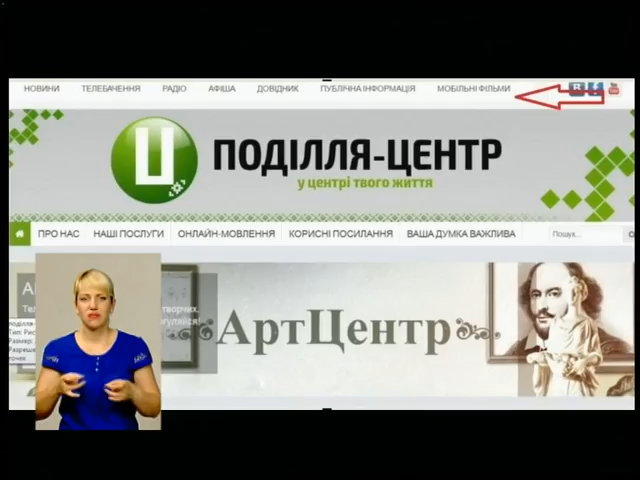 НОВИНИ ТЕЛЕБАЧЕННЯ РАДІО АФІША ДОВІДНИК ПУБЛІЧНА ІНФОРМАЦІЯ МОБІЛЬНІ ФІЛЬМИ
Ц ПОДІЛЛЯ-ЦЕНТР
у центрі твого життя
ПРО НАС НАШІ ПОСЛУГИ ОНЛАЙН-МОВЛЕННЯ КОРИСНІ ПОСИЛАННЯ ВАША ДУМКА ВАЖЛИВА Пошук...
творчих.
АртЦентр